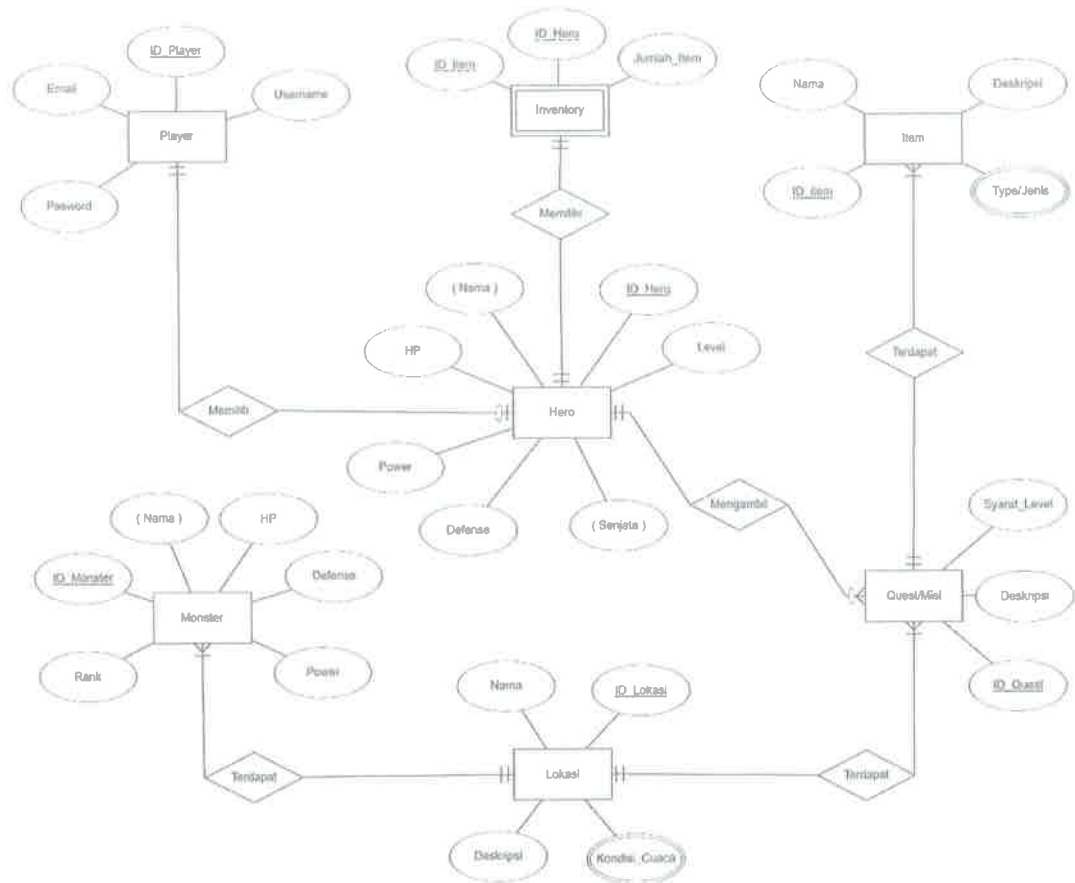 ID_Player
Email
Username
Player
Pasword
ID_Hero
ID_Item
Jumlah_Item
Inventory
Nama
Deskripsi
Item
ID_item
Type/Jenis
Memiliki
( Nama )
ID_Hero
HP
Level
Hero
Power
Defense
( Senjata )
Memilih
Terdapat
Mengambil
Syarat_Level
Quest/Misi
Deskripsi
ID_Quest
( Nama )
HP
ID_Monster
Defense
Monster
Rank
Power
Nama
ID_Lokasi
Terdapat
Lokasi
Terdapat
Deskripsi
Kondisi_Cuaca